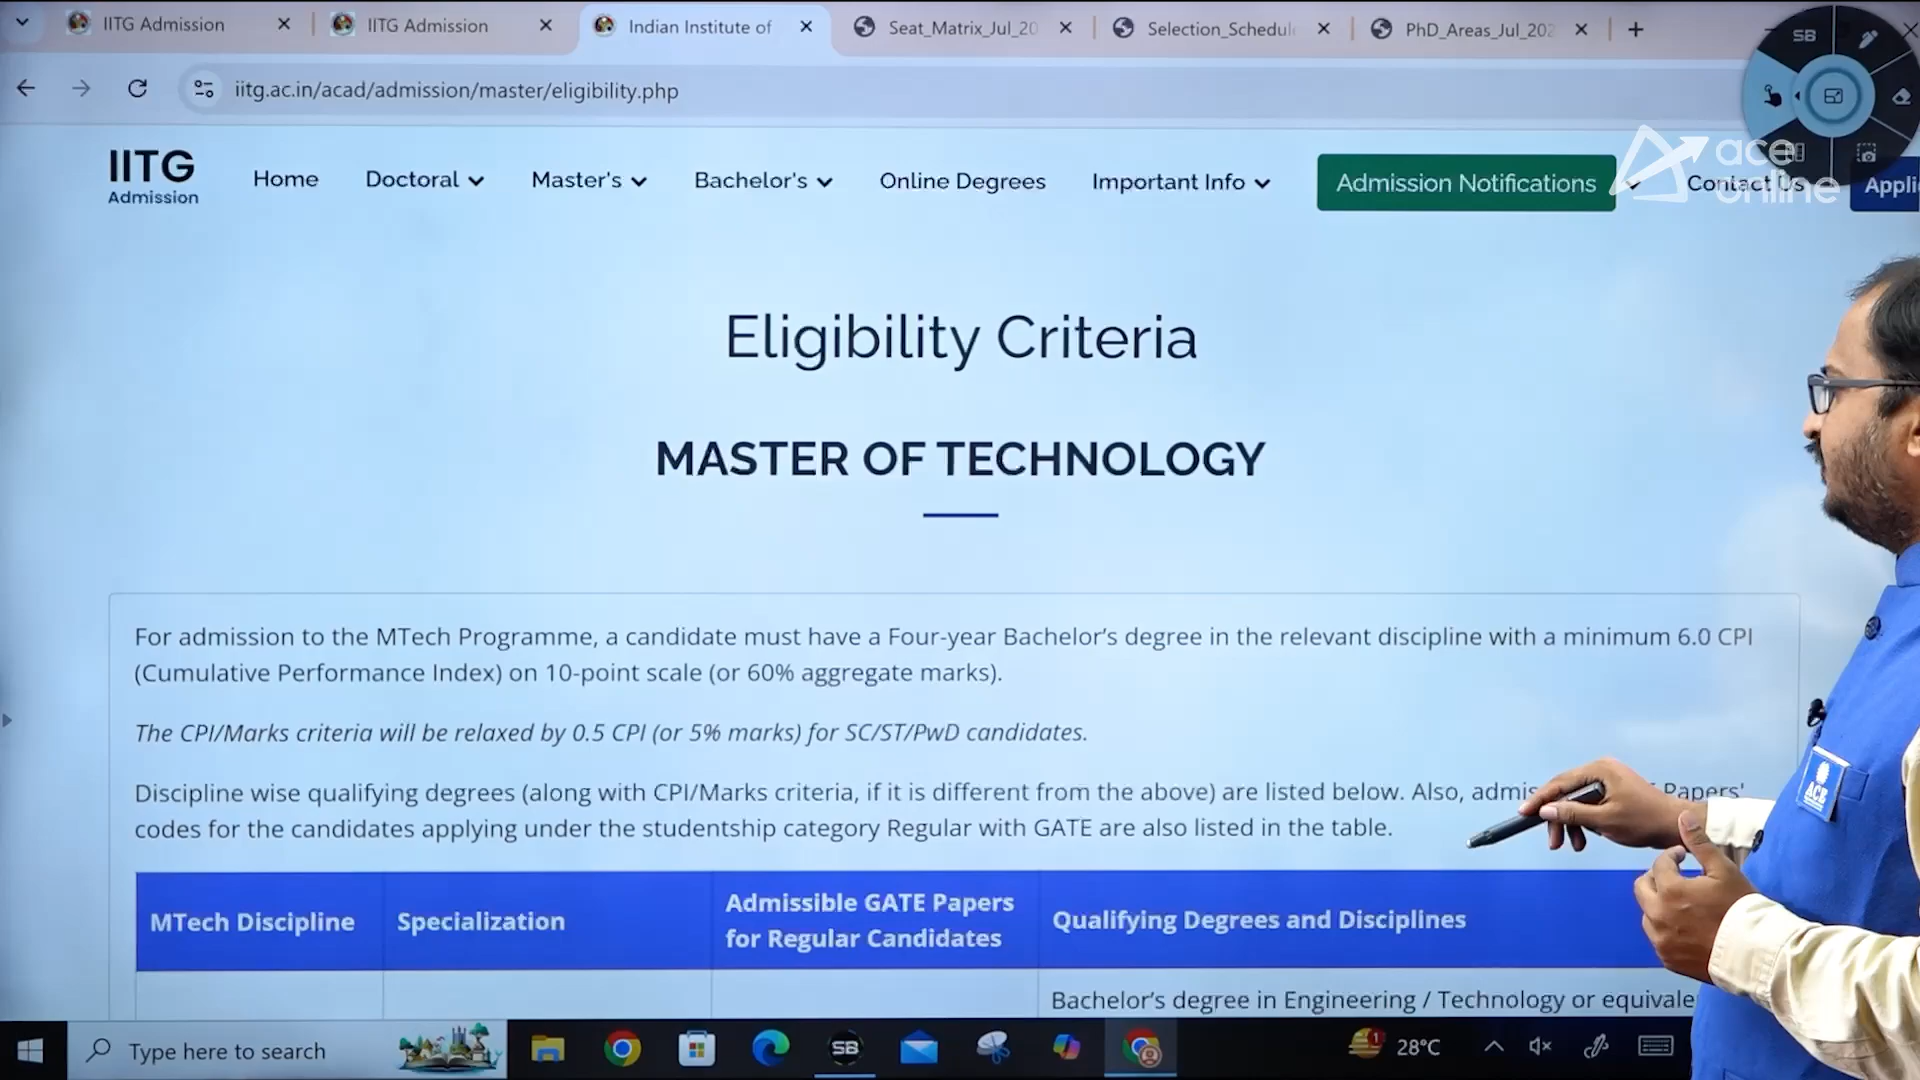 IITG Admission
IITG Admission
Indian Institute of
Seat_Matrix_Jul_20
Selection_Schedul
PhD_Areas_Jul_202
SB
iitg.ac.in/acad/admission/master/eligibility.php
IITG
Admission
Home
Doctoral
Master's
Bachelor's
Online Degrees
Important Info
Admission Notifications
Contact Us
Appli
ace
online
Eligibility Criteria
MASTER OF TECHNOLOGY
For admission to the MTech Programme, a candidate must have a Four-year Bachelor's degree in the relevant discipline with a minimum 6.0 CPI
(Cumulative Performance Index) on 10-point scale (or 60% aggregate marks).
The CPI/Marks criteria will be relaxed by 0.5 CPI (or 5% marks) for SC/ST/PwD candidates.
Discipline wise qualifying degrees (along with CPI/Marks criteria, if it is different from the above) are listed below. Also, admis Papers'
codes for the candidates applying under the studentship category Regular with GATE are also listed in the table.
MTech Discipline
Specialization
Admissible GATE Papers
for Regular Candidates
Qualifying Degrees and Disciplines
Bachelor's degree in Engineering / Technology or equivale
ACE
Type here to search
SB
1
28°C